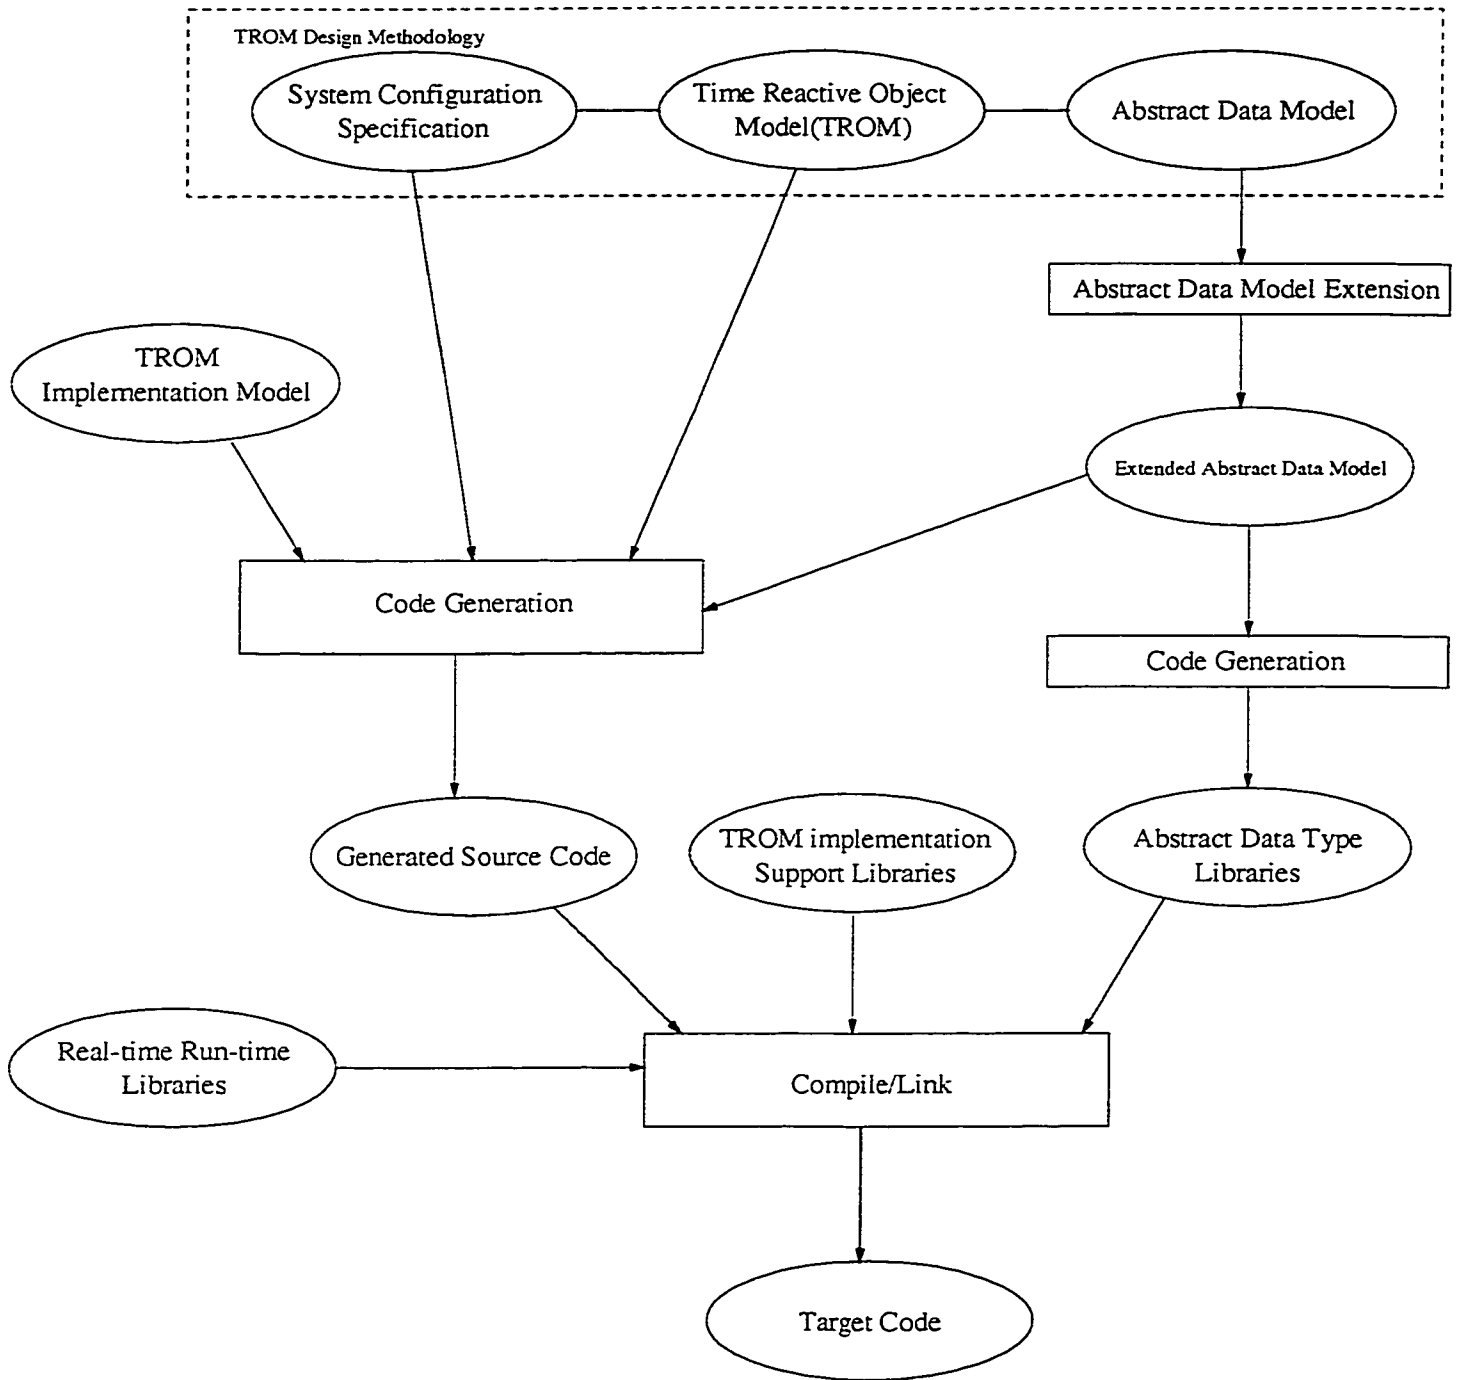 TROM Design Methodology
System Configuration
Specification
Time Reactive Object
Model(TROM)
Abstract Data Model
Abstract Data Model Extension
TROM
Implementation Model
Extended Abstract Data Model
Code Generation
Code Generation
Generated Source Code
TROM implementation
Support Libraries
Abstract Data Type
Libraries
Real-time Run-time
Libraries
Compile/Link
Target Code